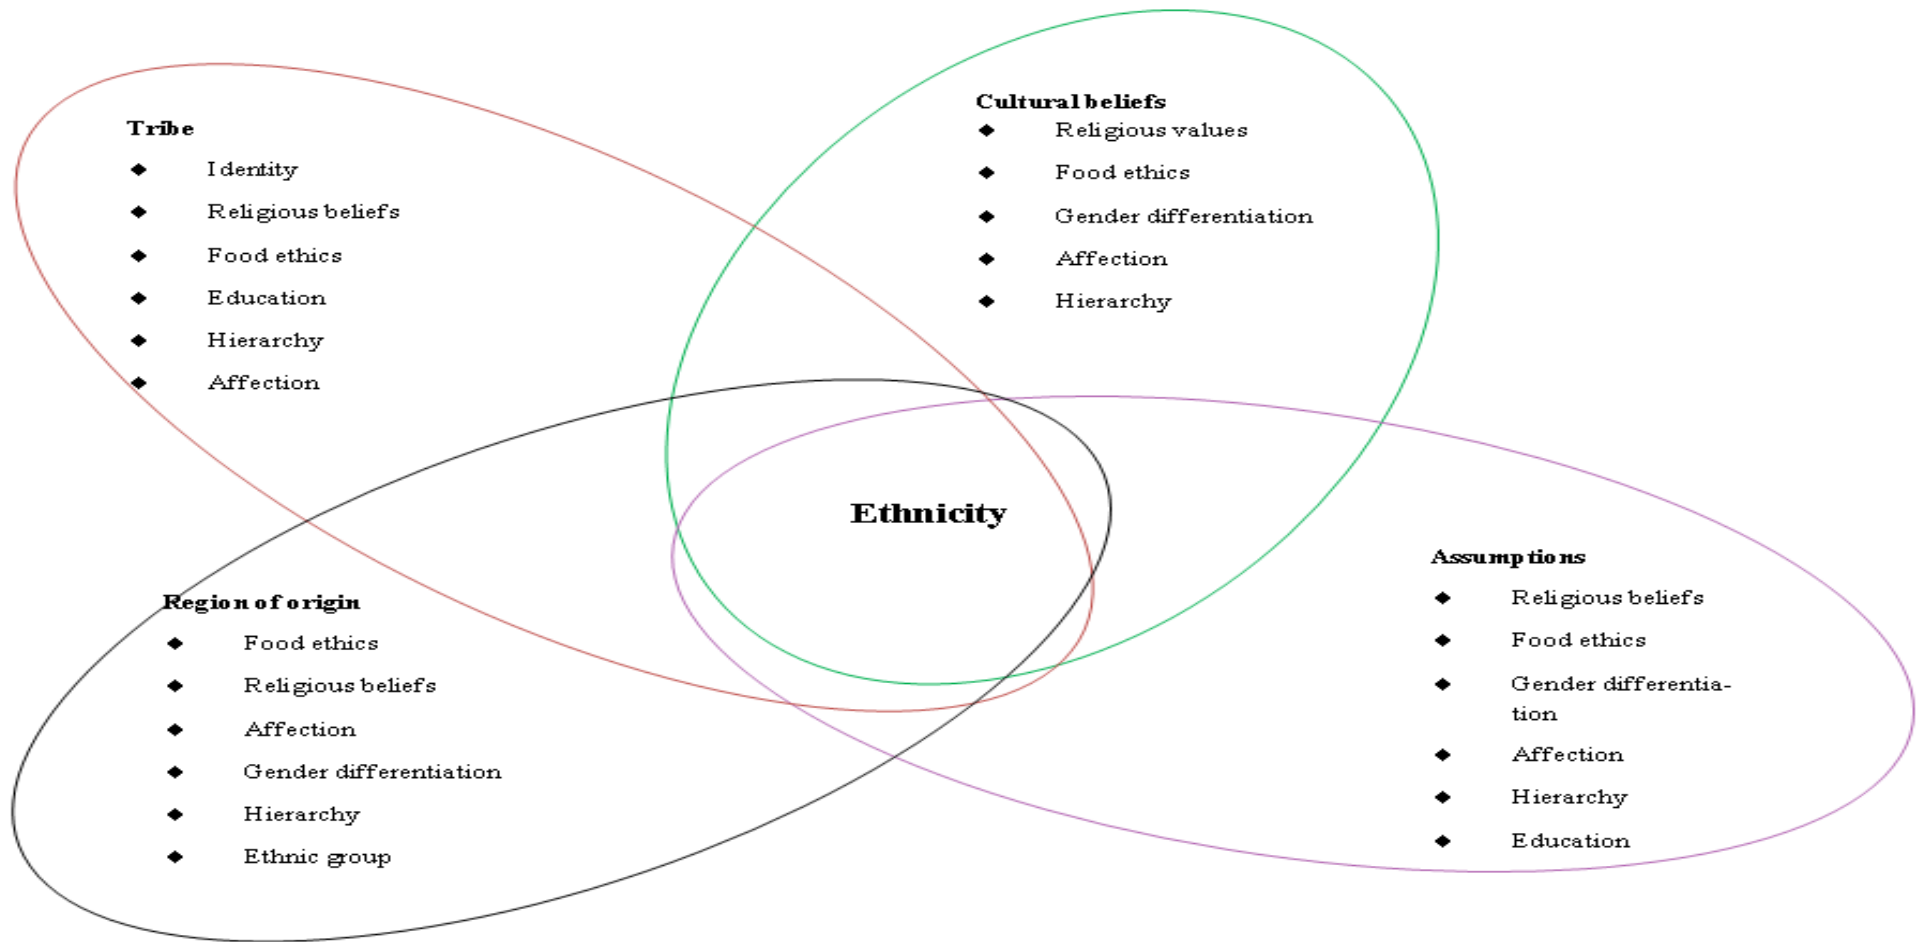 Tribe
◆ Identity
◆ Religious beliefs
◆ Food ethics
◆ Education
◆ Hierarchy
◆ Affection
Cultural beliefs
◆ Religious values
◆ Food ethics
◆ Gender differentiation
◆ Affection
◆ Hierarchy
Ethnicity
Region of origin
◆ Food ethics
◆ Religious beliefs
◆ Affection
◆ Gender differentiation
◆ Hierarchy
◆ Ethnic group
Assumptions
◆ Religious beliefs
◆ Food ethics
◆ Gender differentia-
tion
◆ Affection
◆ Hierarchy
◆ Education